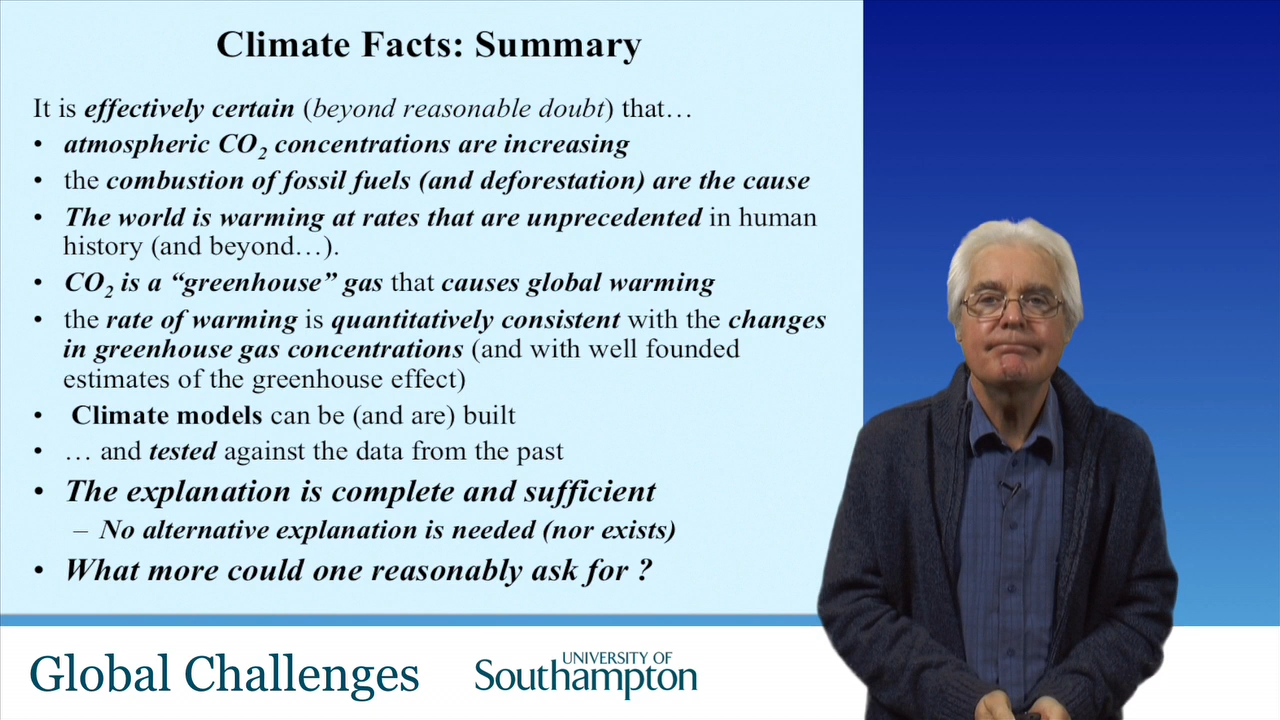 Climate Facts: Summary
It is effectively certain (beyond reasonable doubt) that…
• atmospheric CO₂ concentrations are increasing
• the combustion of fossil fuels (and deforestation) are the cause
• The world is warming at rates that are unprecedented in human
history (and beyond…).
• CO₂ is a “greenhouse” gas that causes global warming
• the rate of warming is quantitatively consistent with the changes
in greenhouse gas concentrations (and with well founded
estimates of the greenhouse effect)
• Climate models can be (and are) built
• … and tested against the data from the past
• The explanation is complete and sufficient
– No alternative explanation is needed (nor exists)
• What more could one reasonably ask for ?
Global Challenges
UNIVERSITY OF
Southampton